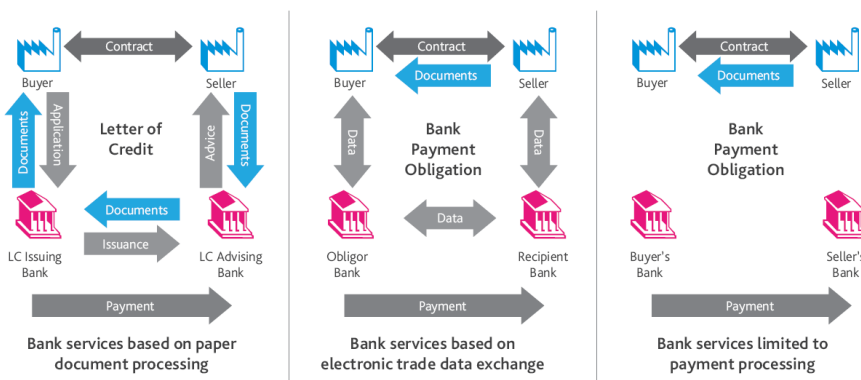 Contract
Buyer
Seller
Documents
Application
Letter of
Credit
Advice
Documents
Documents
Issuance
LC Issuing
Bank
LC Advising
Bank
Payment
Bank services based on paper
document processing
Contract
Documents
Buyer
Seller
Data
Bank
Payment
Obligation
Data
Data
Obligor
Bank
Recipient
Bank
Payment
Bank services based on
electronic trade data exchange
Contract
Documents
Buyer
Seller
Bank
Payment
Obligation
Buyer's
Bank
Seller's
Bank
Payment
Bank services limited to
payment processing